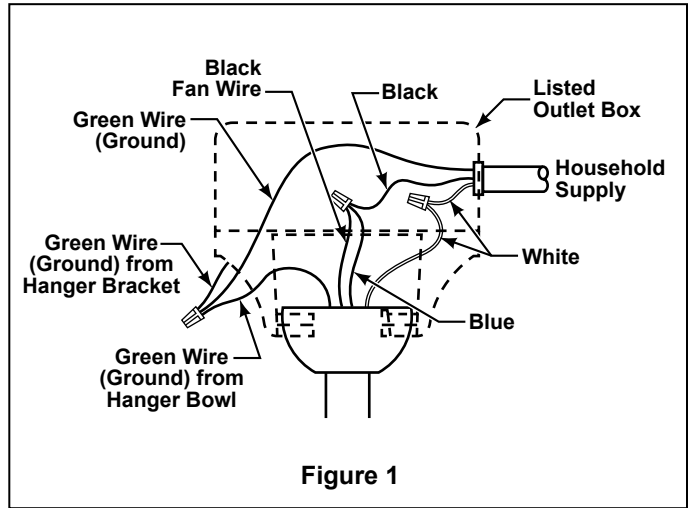 Black
Fan Wire
Black
Listed
Outlet Box
Green Wire
(Ground)
Household
Supply
Green Wire
(Ground) from
Hanger Bracket
White
Blue
Green Wire
(Ground) from
Hanger Bowl
Figure 1